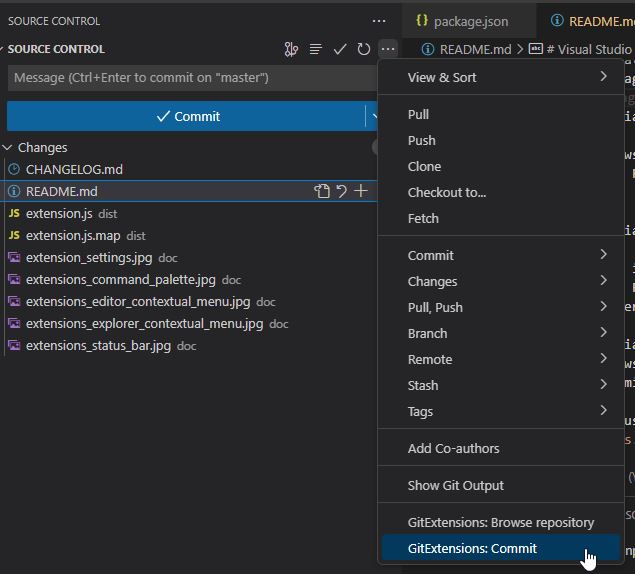 SOURCE CONTROL
package.json
README.md
SOURCE CONTROL
README.md > # Visual Studio
Message (Ctrl+Enter to commit on "master")
Commit
Changes
CHANGELOG.md
README.md
JS extension.js dist
JS extension.js.map dist
extension_settings.jpg doc
extensions_command_palette.jpg doc
extensions_editor_contextual_menu.jpg doc
extensions_explorer_contextual_menu.jpg doc
extensions_status_bar.jpg doc
View & Sort
Pull
Push
Clone
Checkout to...
Fetch
Commit
Changes
Pull, Push
Branch
Remote
Stash
Tags
Add Co-authors
Show Git Output
GitExtensions: Browse repository
GitExtensions: Commit